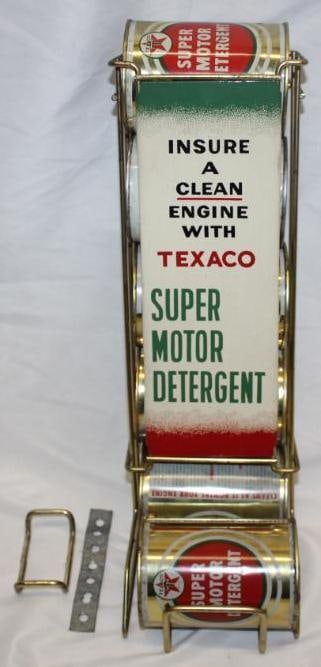 SUPER
MOTOR
DETERGENT
INSURE
A
CLEAN
ENGINE
WITH
TEXACO
SUPER
MOTOR
DETERGENT
SUPER
MOTOR
DETERGENT